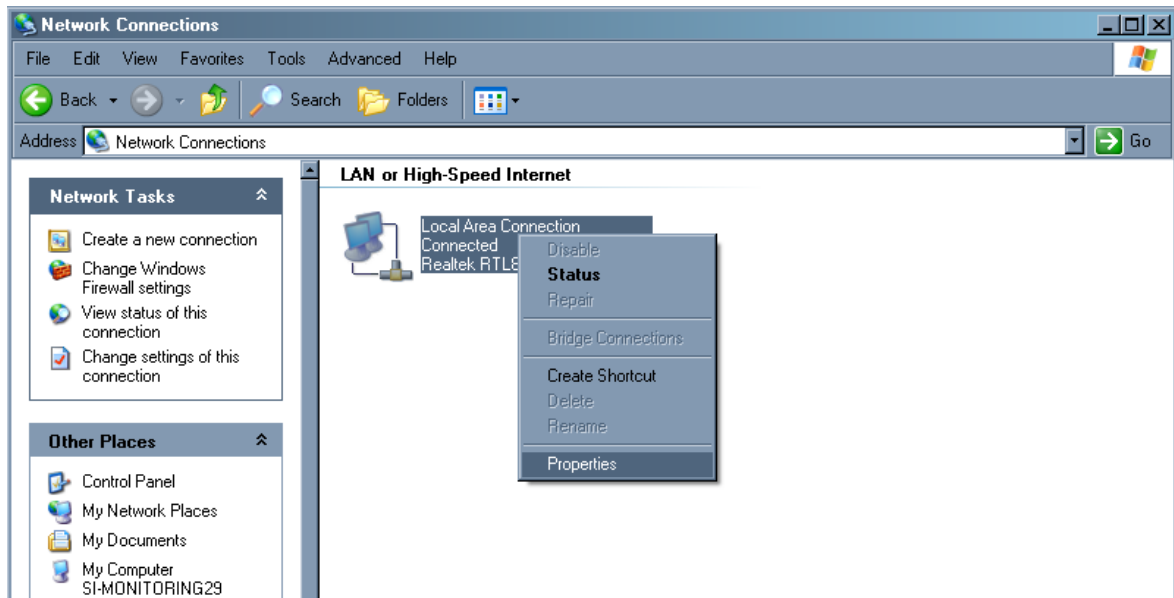 Network Connections
File Edit View Favorites Tools Advanced Help
Back Search Folders
Address Network Connections Go
Network Tasks
Create a new connection
Change Windows
Firewall settings
View status of this
connection
Change settings of this
connection
Other Places
Control Panel
My Network Places
My Documents
My Computer
SI-MONITORING29
LAN or High-Speed Internet
Local Area Connection
Connected
Realtek
Disable
Status
Repair
Bridge Connections
Create Shortcut
Delete
Rename
Properties